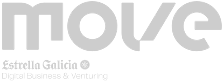 move
Estrella Galicia
Digital Business & Venturing